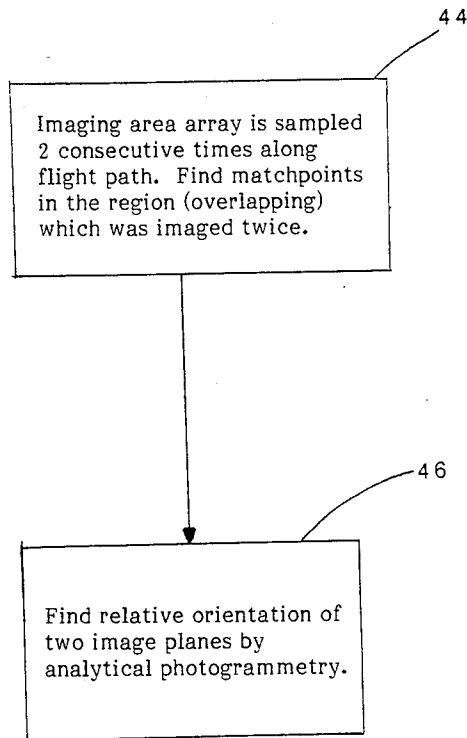 44
Imaging area array is sampled
2 consecutive times along
flight path. Find matchpoints
in the region (overlapping)
which was imaged twice.
46
Find relative orientation of
two image planes by
analytical photogrammetry.